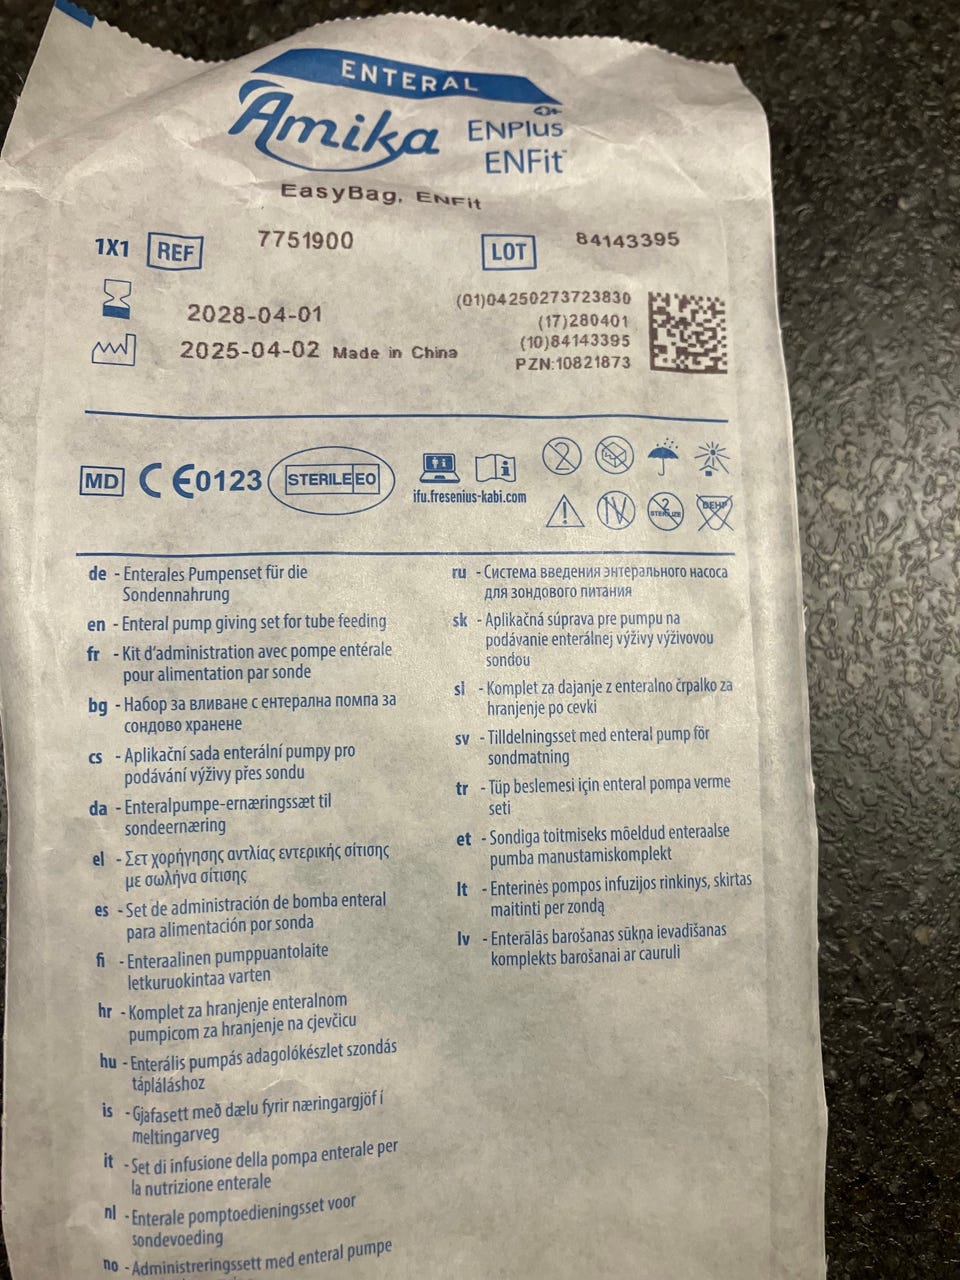 ENTERAL
Amika
ENPlus
ENFit™
EasyBag, ENFit
1X1 REF 7751900 LOT 84143395
2028-04-01
2025-04-02 Made in China
(01)04250273723830
(17)280401
(10)84143395
PZN:10821873
MD CE0123 STERILE EO
ifu.fresenius-kabi.com
2
2
STERILIZE
DEHP
de - Enterales Pumpenset für die
Sondennahrung
en - Enteral pump giving set for tube feeding
fr - Kit d'administration avec pompe entérale
pour alimentation par sonde
bg - Набор за вливане с ентерална помпа за
сондово хранене
cs - Aplikační sada enterální pumpy pro
podávání výživy přes sondu
da - Enteralpumpe-ernæringssæt til
sondeernæring
el - Σετ χορήγησης αντλίας εντερικής σίτισης
με σωλήνα σίτισης
es - Set de administración de bomba enteral
para alimentación por sonda
fi - Enteraalinen pumppuantolaite
letkuruokintaa varten
hr - Komplet za hranjenje enteralnom
pumpicom za hranjenje na cjevčicu
hu - Enterális pumpás adagolókészlet szondás
tápláláshoz
is - Gjafasett með dælu fyrir næringargjöf í
meltingarveg
it - Set di infusione della pompa enterale per
la nutrizione enterale
nl - Enterale pomptoedieningsset voor
sondevoeding
no - Administreringssett med enteral pumpe
ru - Система введения энтерального насоса
для зондового питания
sk - Aplikačná súprava pre pumpu na
podávanie enterálnej výživy výživovou
sondou
sl - Komplet za dajanje z enteralno črpalko za
hranjenje po cevki
sv - Tilldelningsset med enteral pump för
sondmatning
tr - Tüp beslemesi için enteral pompa verme
seti
et - Sondiga toitmiseks mõeldud enteraalse
pumba manustamiskomplekt
lt - Enterinės pompos infuzijos rinkinys, skirtas
maitinti per zondą
lv - Enterālās barošanas sūkņa ievadīšanas
komplekts barošanai ar cauruli